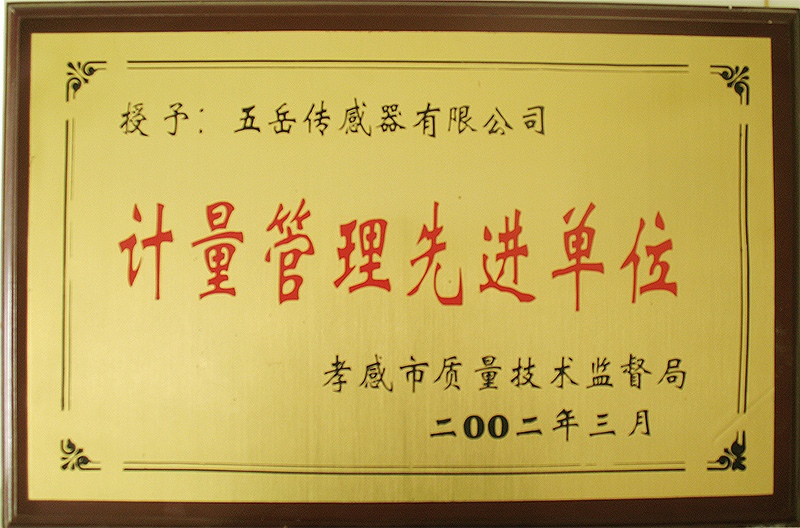 授予：五岳传感器有限公司
计量管理先进单位
孝感市质量技术监督局
二00二年三月